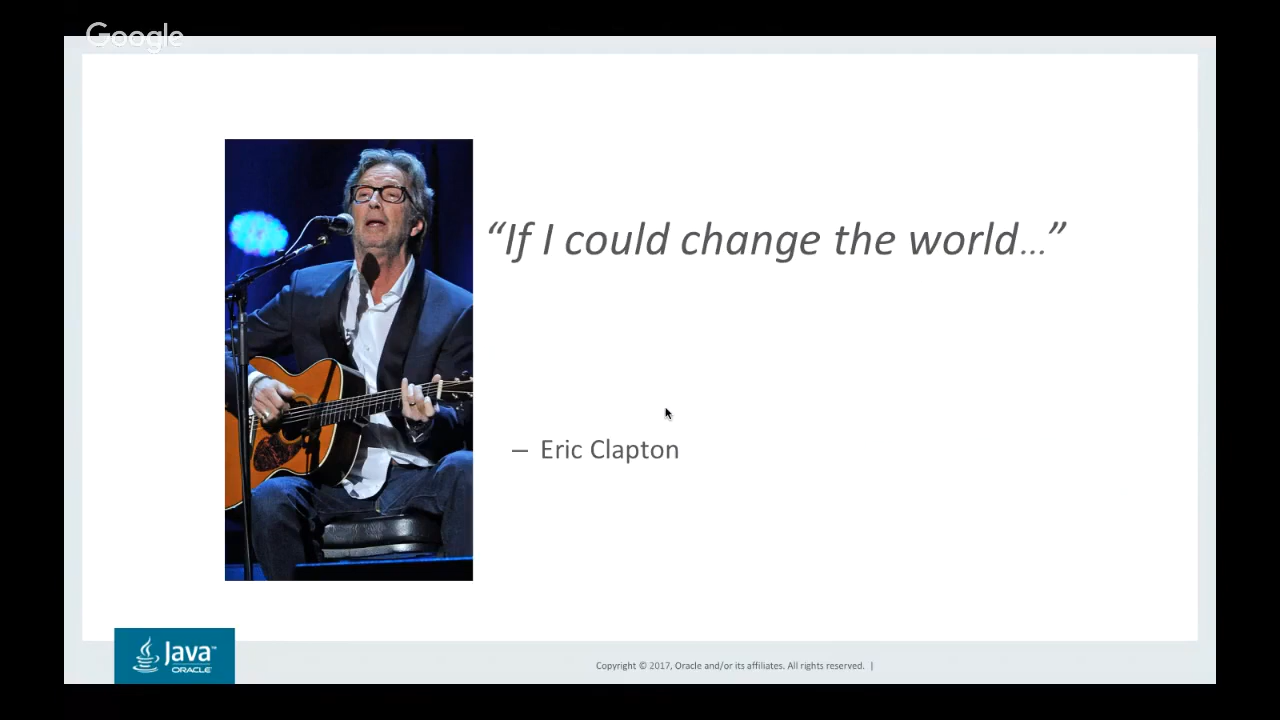 Google
“If I could change the world…”
– Eric Clapton
Java™
ORACLE
Copyright © 2017, Oracle and/or its affiliates. All rights reserved. |